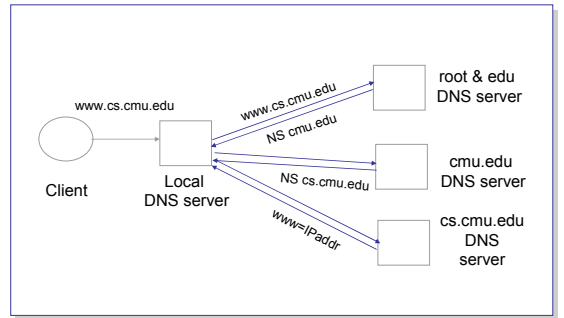 www.cs.cmu.edu
Client
Local
DNS server
www.cs.cmu.edu
NS cmu.edu
root & edu
DNS server
NS cs.cmu.edu
cmu.edu
DNS server
www=IPaddr
cs.cmu.edu
DNS
server